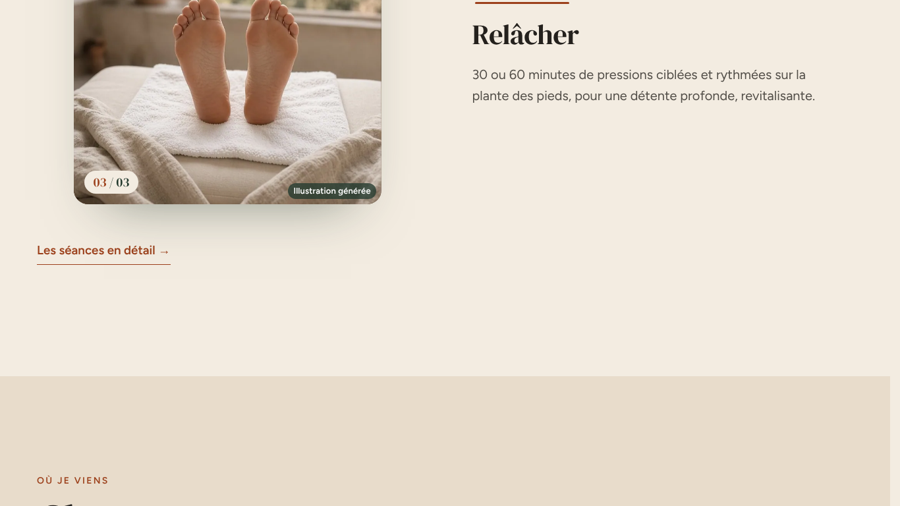 Relâcher
30 ou 60 minutes de pressions ciblées et rythmées sur la
plante des pieds, pour une détente profonde, revitalisante.
03 / 03
Illustration générée
Les séances en détail →
OÙ JE VIENS